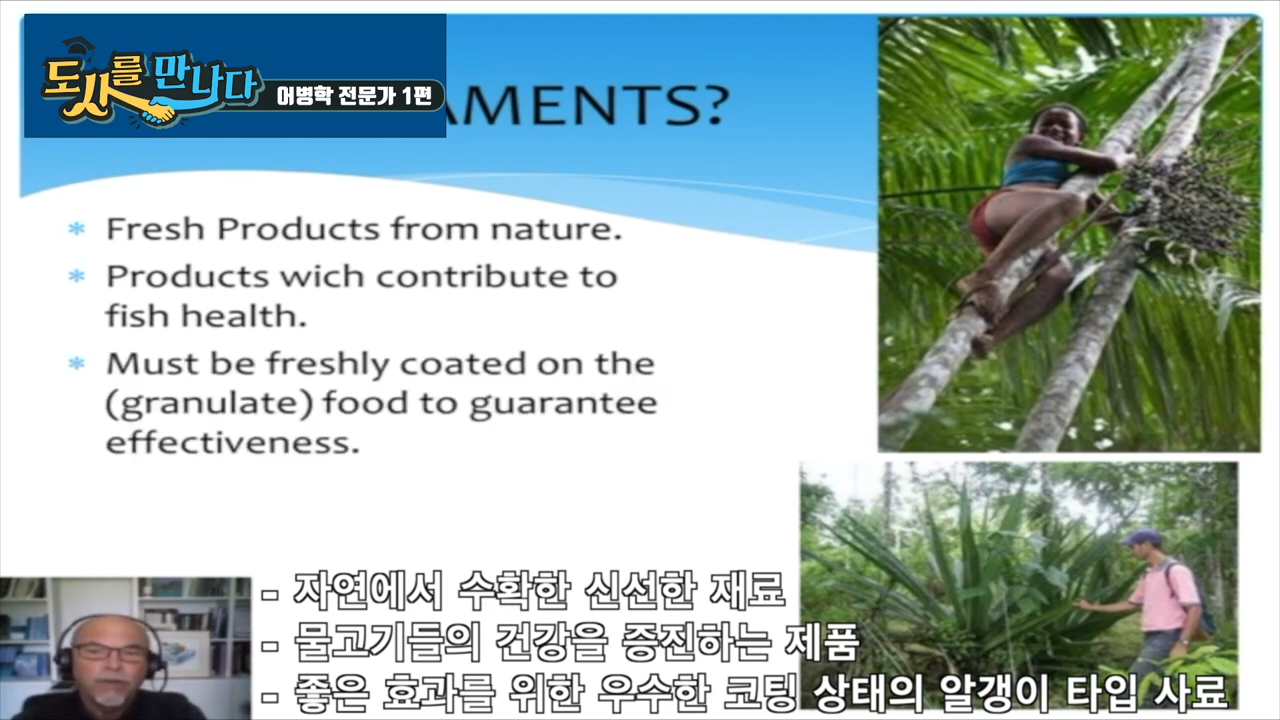 도사를 만나다
어병학 전문가 1편
AMENTS?
* Fresh Products from nature.
* Products wich contribute to
fish health.
* Must be freshly coated on the
(granulate) food to guarantee
effectiveness.
- 자연에서 수확한 신선한 재료
- 물고기들의 건강을 증진하는 제품
- 좋은 효과를 위한 우수한 코팅 상태의 알갱이 타입 사료